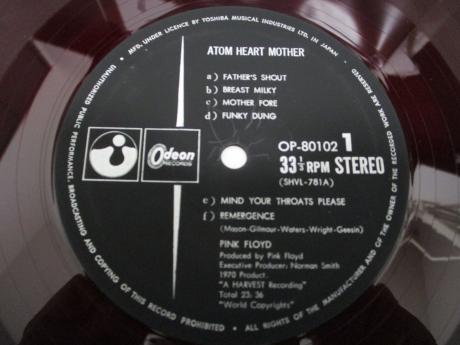 MFD. UNDER LICENCE BY TOSHIBA MUSICAL INDUSTRIES LTD. IN JAPAN. • ALL RIGHTS OF THE MANUFACTURER AND OF THE OWNER OF THE RECORDED WORK ARE RESERVED
UNAUTHORIZED PUBLIC PERFORMANCE, BROADCASTING AND COPYING OF THIS RECORD PROHIBITED •
ATOM HEART MOTHER
a) FATHER'S SHOUT
b) BREAST MILKY
c) MOTHER FORE
d) FUNKY DUNG
Odeon
RECORDS
OP-80102 1
33 1/3 RPM STEREO
(SHVL-781A)
e) MIND YOUR THROATS PLEASE
f) REMERGENCE
(Mason-Gilmour-Waters-Wright-Geesin)
PINK FLOYD
Produced by Pink Floyd
Executive Producer: Norman Smith
1970 Product.
"A HARVEST Recording"
Total 23: 36
"World Copyrights"